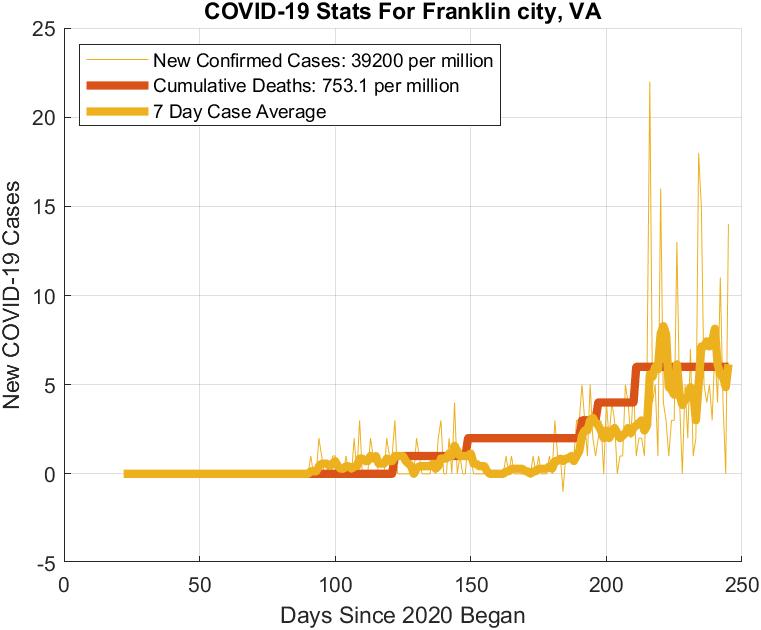 COVID-19 Stats For Franklin city, VA
New Confirmed Cases: 39200 per million
Cumulative Deaths: 753.1 per million
7 Day Case Average
New COVID-19 Cases
25
20
15
10
5
0
-5
0 50 100 150 200 250
Days Since 2020 Began